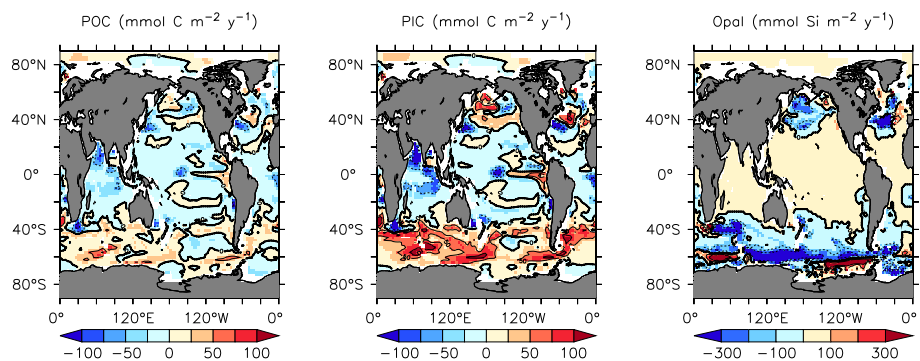 POC (mmol C m⁻² y⁻¹) PIC (mmol C m⁻² y⁻¹) Opal (mmol Si m⁻² y⁻¹)
80°N 80°N 80°N
40°N 40°N 40°N
0° 0° 0°
40°S 40°S 40°S
80°S 80°S 80°S
0° 120°E 120°W 0° 0° 120°E 120°W 0° 0° 120°E 120°W 0°
−100 −50 0 50 100 −100 −50 0 50 100 −300 −100 100 300